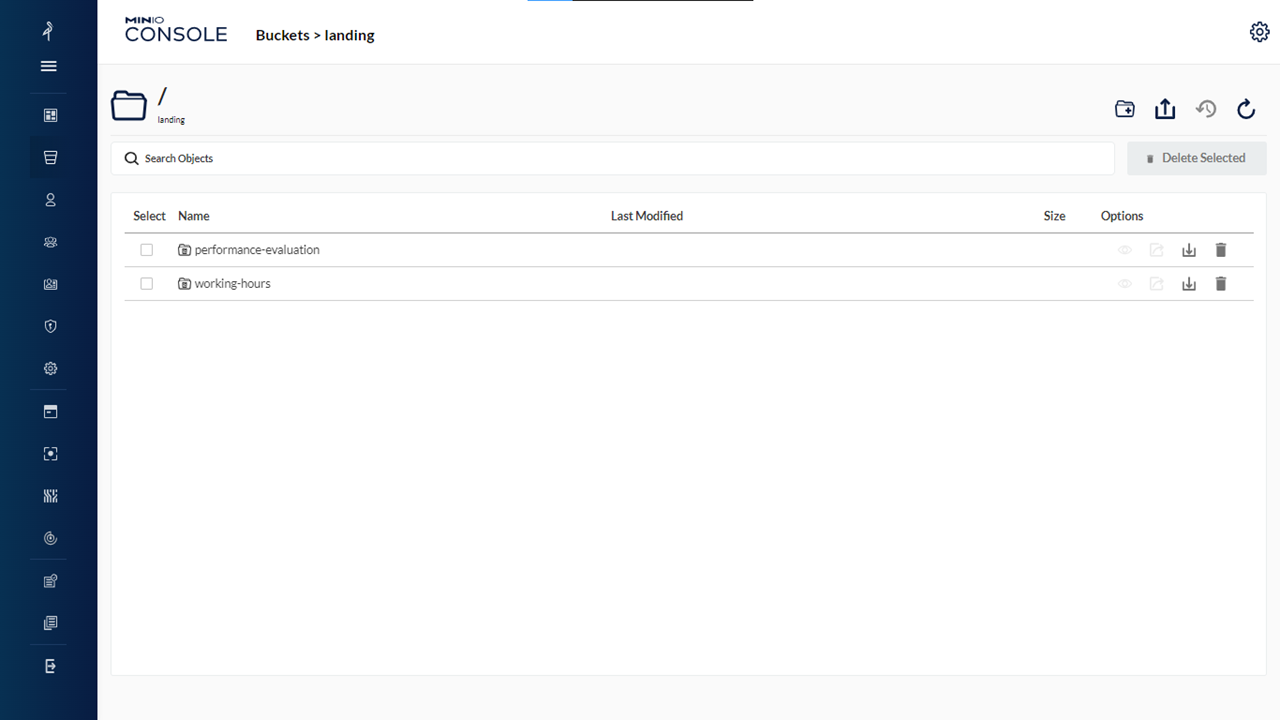 MINIO
CONSOLE
Buckets > landing
/
landing
Search Objects
Delete Selected
Select Name Last Modified Size Options
performance-evaluation
working-hours